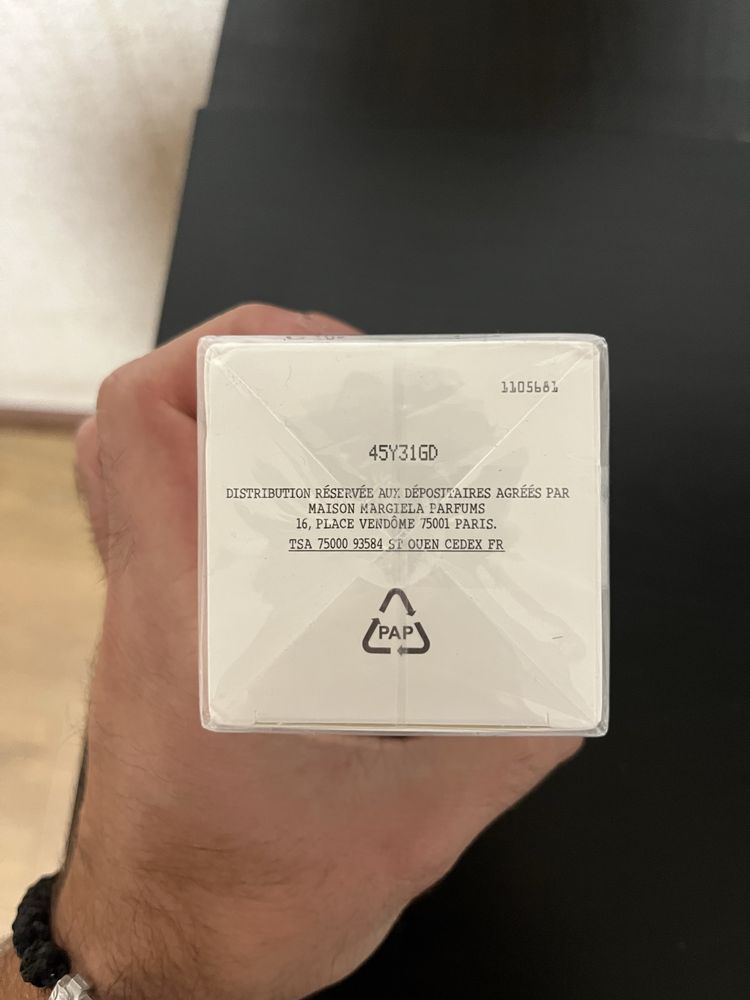 1105681
45Y31GD
DISTRIBUTION RÉSERVÉE AUX DÉPOSITAIRES AGRÉÉS PAR
MAISON MARGIELA PARFUMS
16, PLACE VENDÔME 75001 PARIS.
TSA 75000 93584 ST OUEN CEDEX FR
PAP